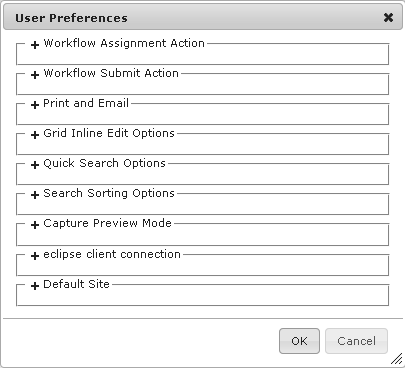 User Preferences
Workflow Assignment Action
Workflow Submit Action
Print and Email
Grid Inline Edit Options
Quick Search Options
Search Sorting Options
Capture Preview Mode
eclipse client connection
Default Site
OK Cancel